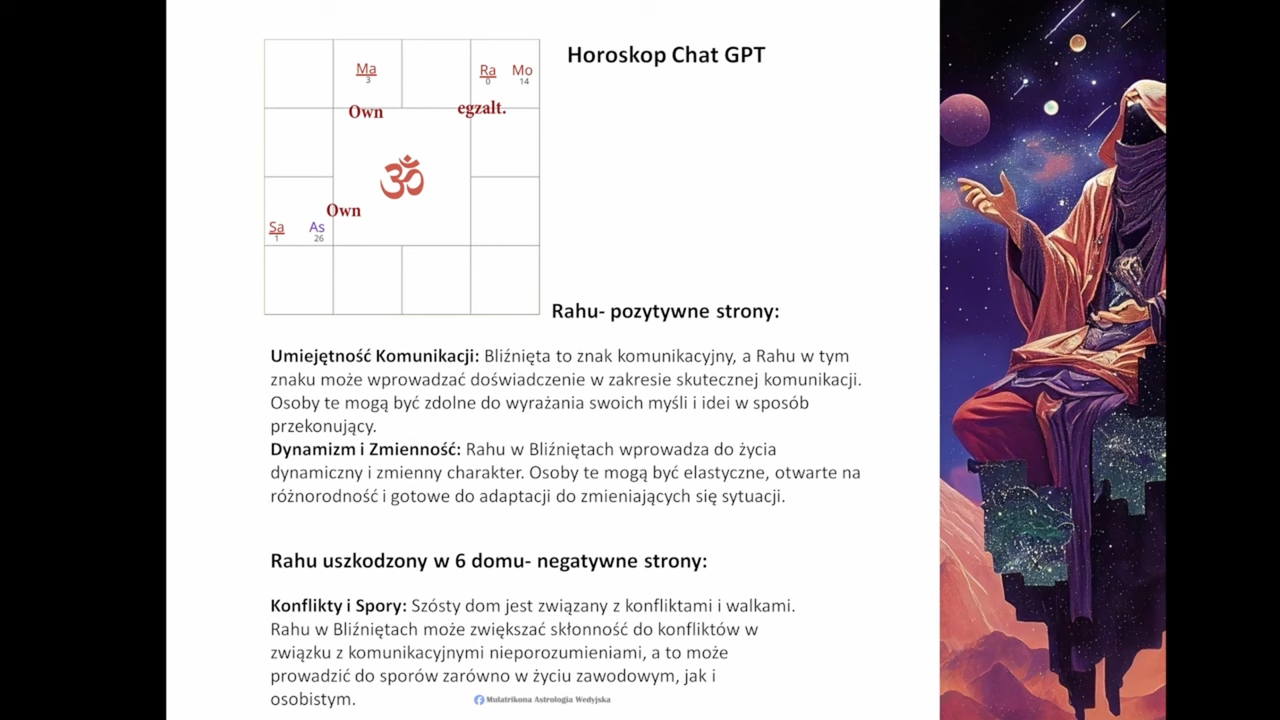 Horoskop Chat GPT
Ma
3
Ra
0
Mo
14
Own
egzalt.
ॐ
Own
Sa
1
As
26
Rahu- pozytywne strony:
Umiejętność Komunikacji: Bliźnięta to znak komunikacyjny, a Rahu w tym
znaku może wprowadzać doświadczenie w zakresie skutecznej komunikacji.
Osoby te mogą być zdolne do wyrażania swoich myśli i idei w sposób
przekonujący.
Dynamizm i Zmienność: Rahu w Bliźniętach wprowadza do życia
dynamiczny i zmienny charakter. Osoby te mogą być elastyczne, otwarte na
różnorodność i gotowe do adaptacji do zmieniających się sytuacji.
Rahu uszkodzony w 6 domu- negatywne strony:
Konflikty i Spory: Szósty dom jest związany z konfliktami i walkami.
Rahu w Bliźniętach może zwiększać skłonność do konfliktów w
związku z komunikacyjnymi nieporozumieniami, a to może
prowadzić do sporów zarówno w życiu zawodowym, jak i
osobistym.
Mulatrikona Astrologia Wedyjska